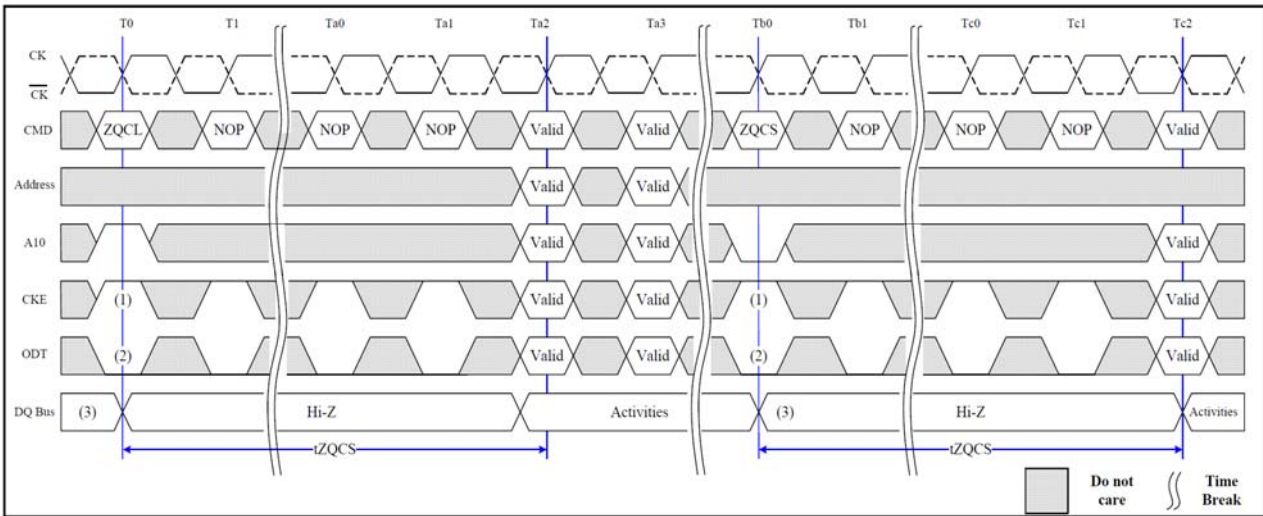 T0 T1 Ta0 Ta1 Ta2 Ta3 Tb0 Tb1 Tc0 Tc1 Tc2
CK
CK
CMD ZQCL NOP NOP NOP Valid Valid ZQCS NOP NOP NOP Valid
Address Valid Valid
A10 Valid Valid Valid
CKE (1) Valid Valid (1) Valid
ODT (2) Valid Valid (2) Valid
DQ Bus (3) Hi-Z Activities (3) Hi-Z Activities
tZQCS tZQCS
Do not care
Time Break